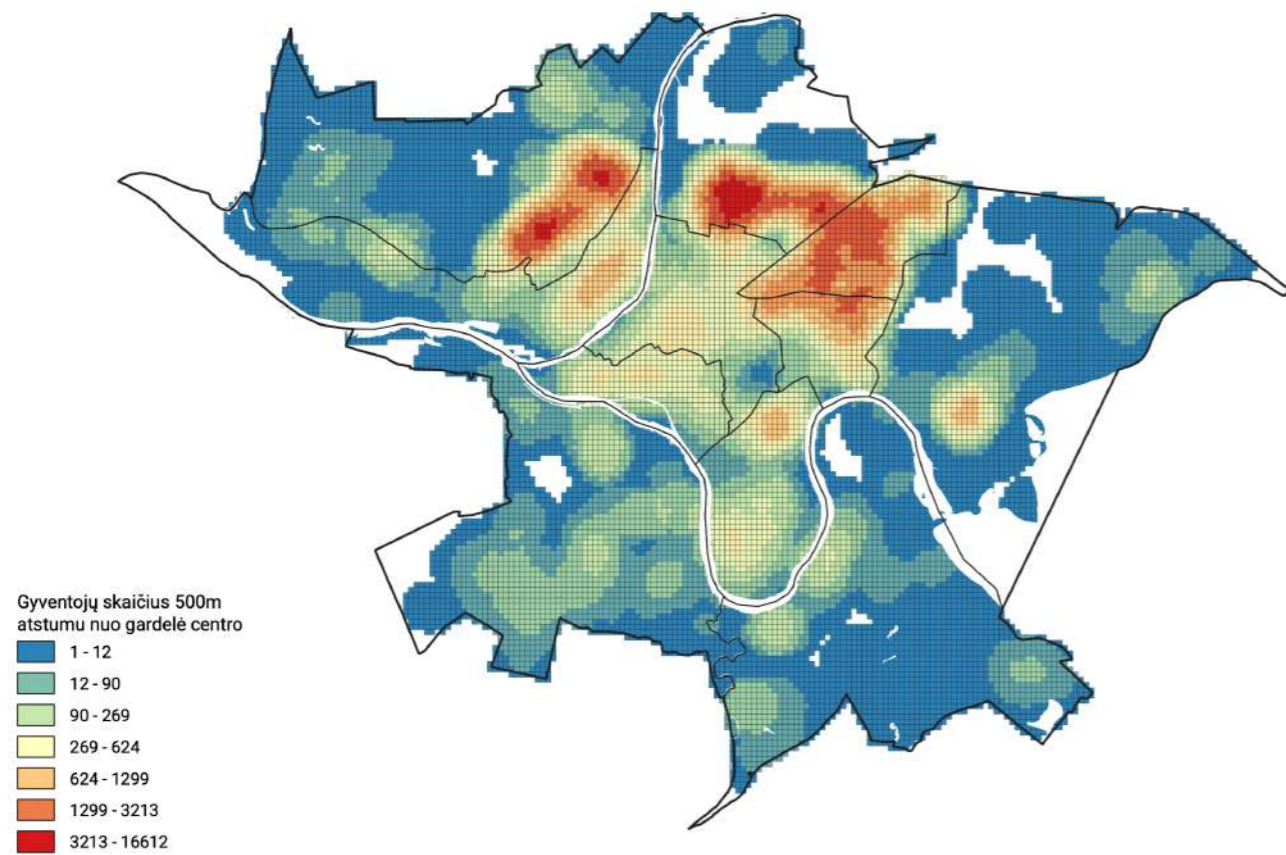 Gyventojų skaičius 500m
atstumu nuo gardelė centro
1 - 12
12 - 90
90 - 269
269 - 624
624 - 1299
1299 - 3213
3213 - 16612